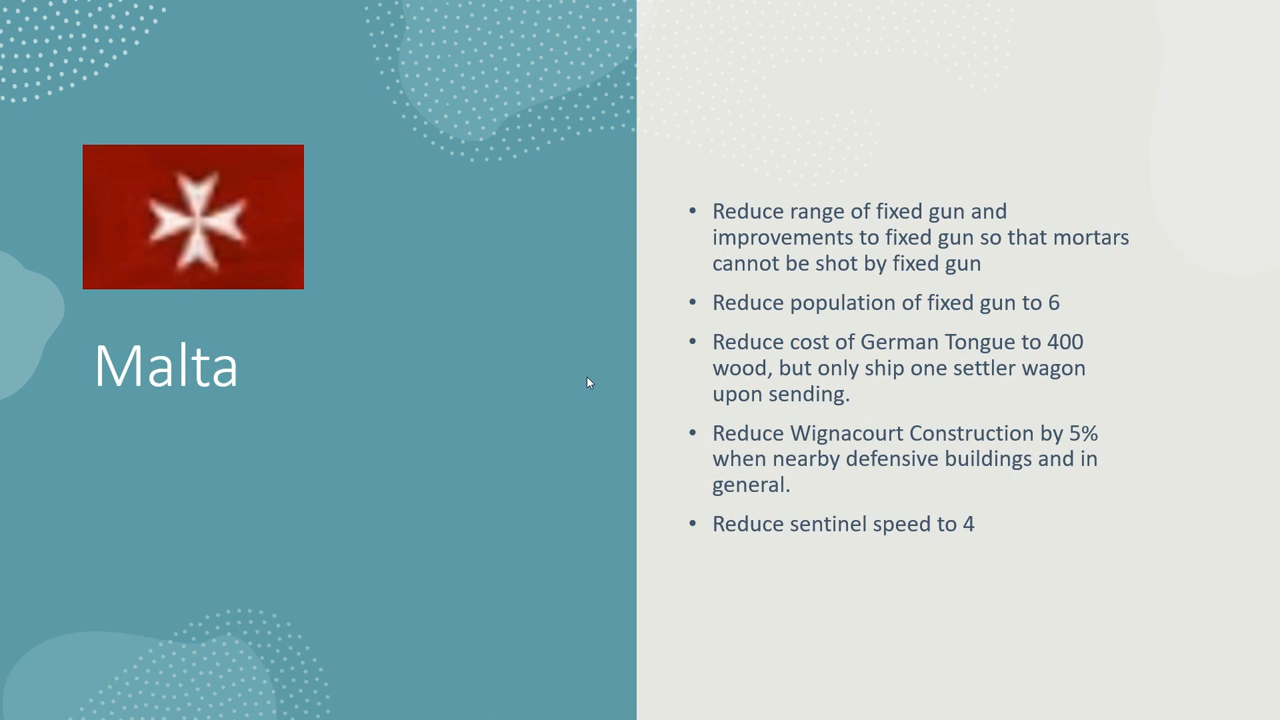 Malta
• Reduce range of fixed gun and
improvements to fixed gun so that mortars
cannot be shot by fixed gun
• Reduce population of fixed gun to 6
• Reduce cost of German Tongue to 400
wood, but only ship one settler wagon
upon sending.
• Reduce Wignacourt Construction by 5%
when nearby defensive buildings and in
general.
• Reduce sentinel speed to 4